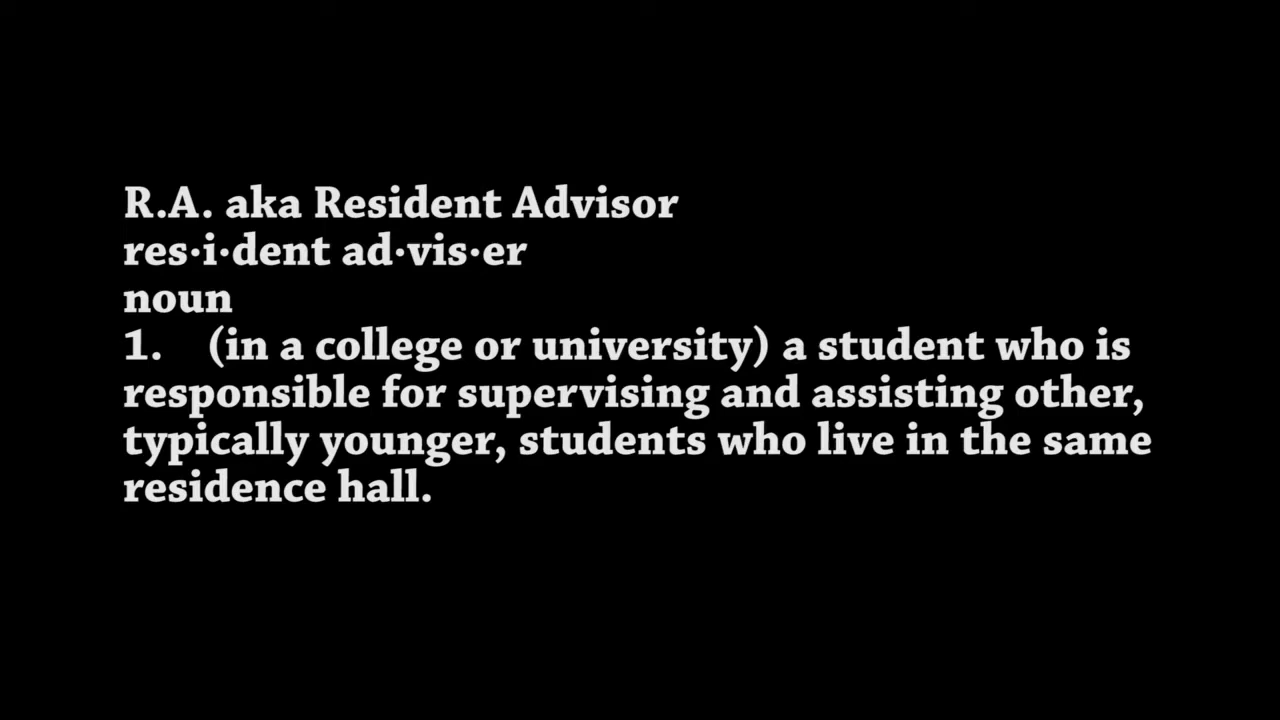 R.A. aka Resident Advisor
res·i·dent ad·vis·er
noun
1. (in a college or university) a student who is
responsible for supervising and assisting other,
typically younger, students who live in the same
residence hall.